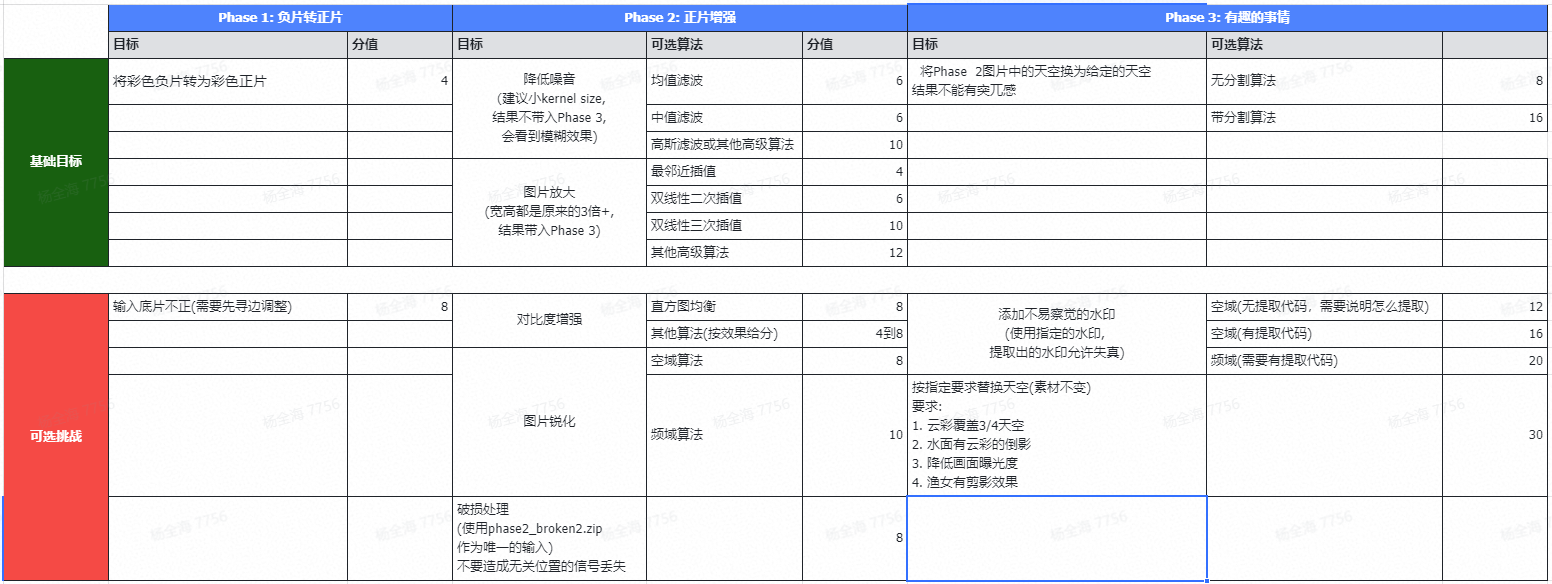 Phase 1: 负片转正片
Phase 2: 正片增强
Phase 3: 有趣的事情
目标
分值
目标
可选算法
分值
目标
可选算法
基础目标
将彩色负片转为彩色正片
4
降低噪音
(建议小kernel size,
结果不带入Phase 3,
会看到模糊效果)
均值滤波
6
将Phase 2图片中的天空换为给定的天空
结果不能有突兀感
无分割算法
8
中值滤波
6
带分割算法
16
高斯滤波或其他高级算法
10
图片放大
(宽高都是原来的3倍+,
结果带入Phase 3)
最邻近插值
4
双线性二次插值
6
双线性三次插值
10
其他高级算法
12
可选挑战
输入底片不正(需要先寻边调整)
8
对比度增强
直方图均衡
8
添加不易察觉的水印
(使用指定的水印,
提取出的水印允许失真)
空域(无提取代码，需要说明怎么提取)
12
其他算法(按效果给分)
4到8
空域(有提取代码)
16
图片锐化
空域算法
8
频域(需要有提取代码)
20
频域算法
10
按指定要求替换天空(素材不变)
要求:
1. 云彩覆盖3/4天空
2. 水面有云彩的倒影
3. 降低画面曝光度
4. 渔女有剪影效果
30
破损处理
(使用phase2_broken2.zip
作为唯一的输入)
不要造成无关位置的信号丢失
8
杨全海 7756